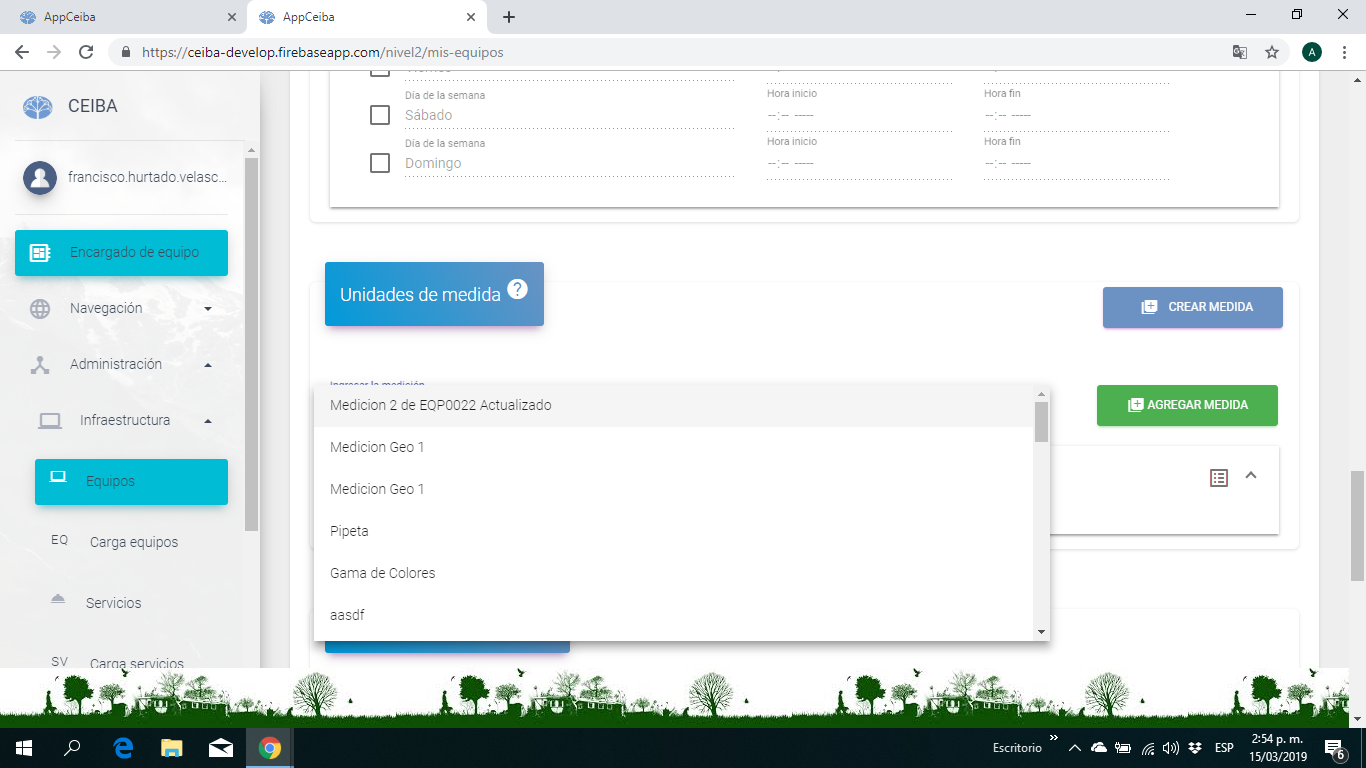 AppCeiba
AppCeiba
https://ceiba-develop.firebaseapp.com/nivel2/mis-equipos
A
CEIBA
francisco.hurtado.velasc...
Encargado de equipo
Navegación
Administración
Infraestructura
Equipos
EQ Carga equipos
Servicios
SV Carga servicios
Día de la semana Hora inicio Hora fin
Sábado --:-- ----- --:-- -----
Día de la semana Hora inicio Hora fin
Domingo --:-- ----- --:-- -----
Unidades de medida ?
CREAR MEDIDA
Ingresar la medición
AGREGAR MEDIDA
Medicion 2 de EQP0022 Actualizado
Medicion Geo 1
Medicion Geo 1
Pipeta
Gama de Colores
aasdf
Escritorio
ESP
2:54 p. m.
15/03/2019
6